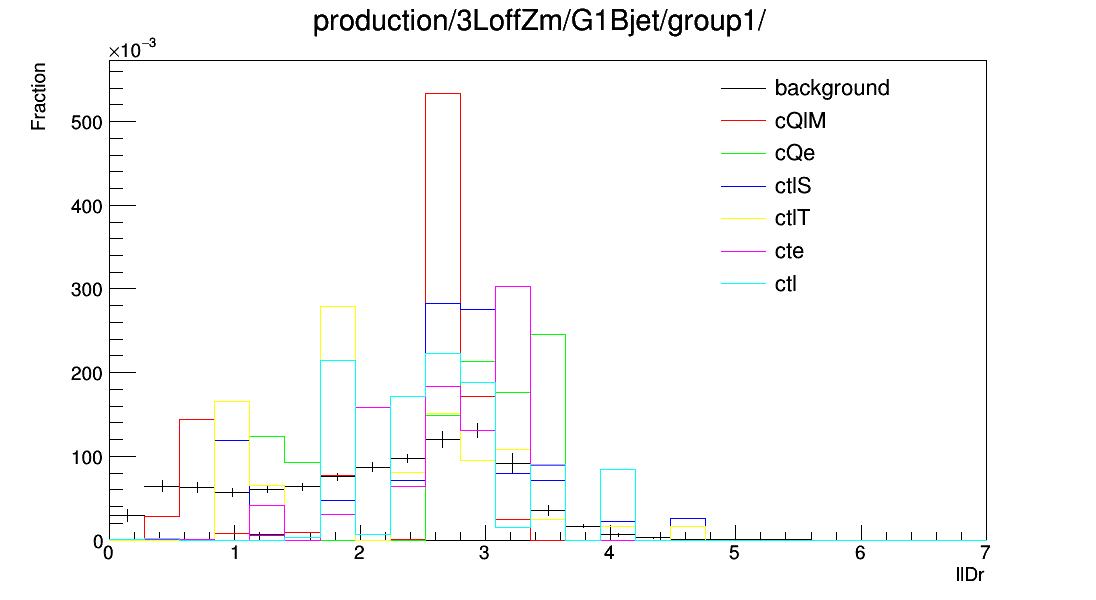 production/3LoffZm/G1Bjet/group1/
×10⁻³
Fraction
background
cQlM
cQe
ctlS
ctlT
cte
ctl
500
400
300
200
100
0
0 1 2 3 4 5 6 7
llDr